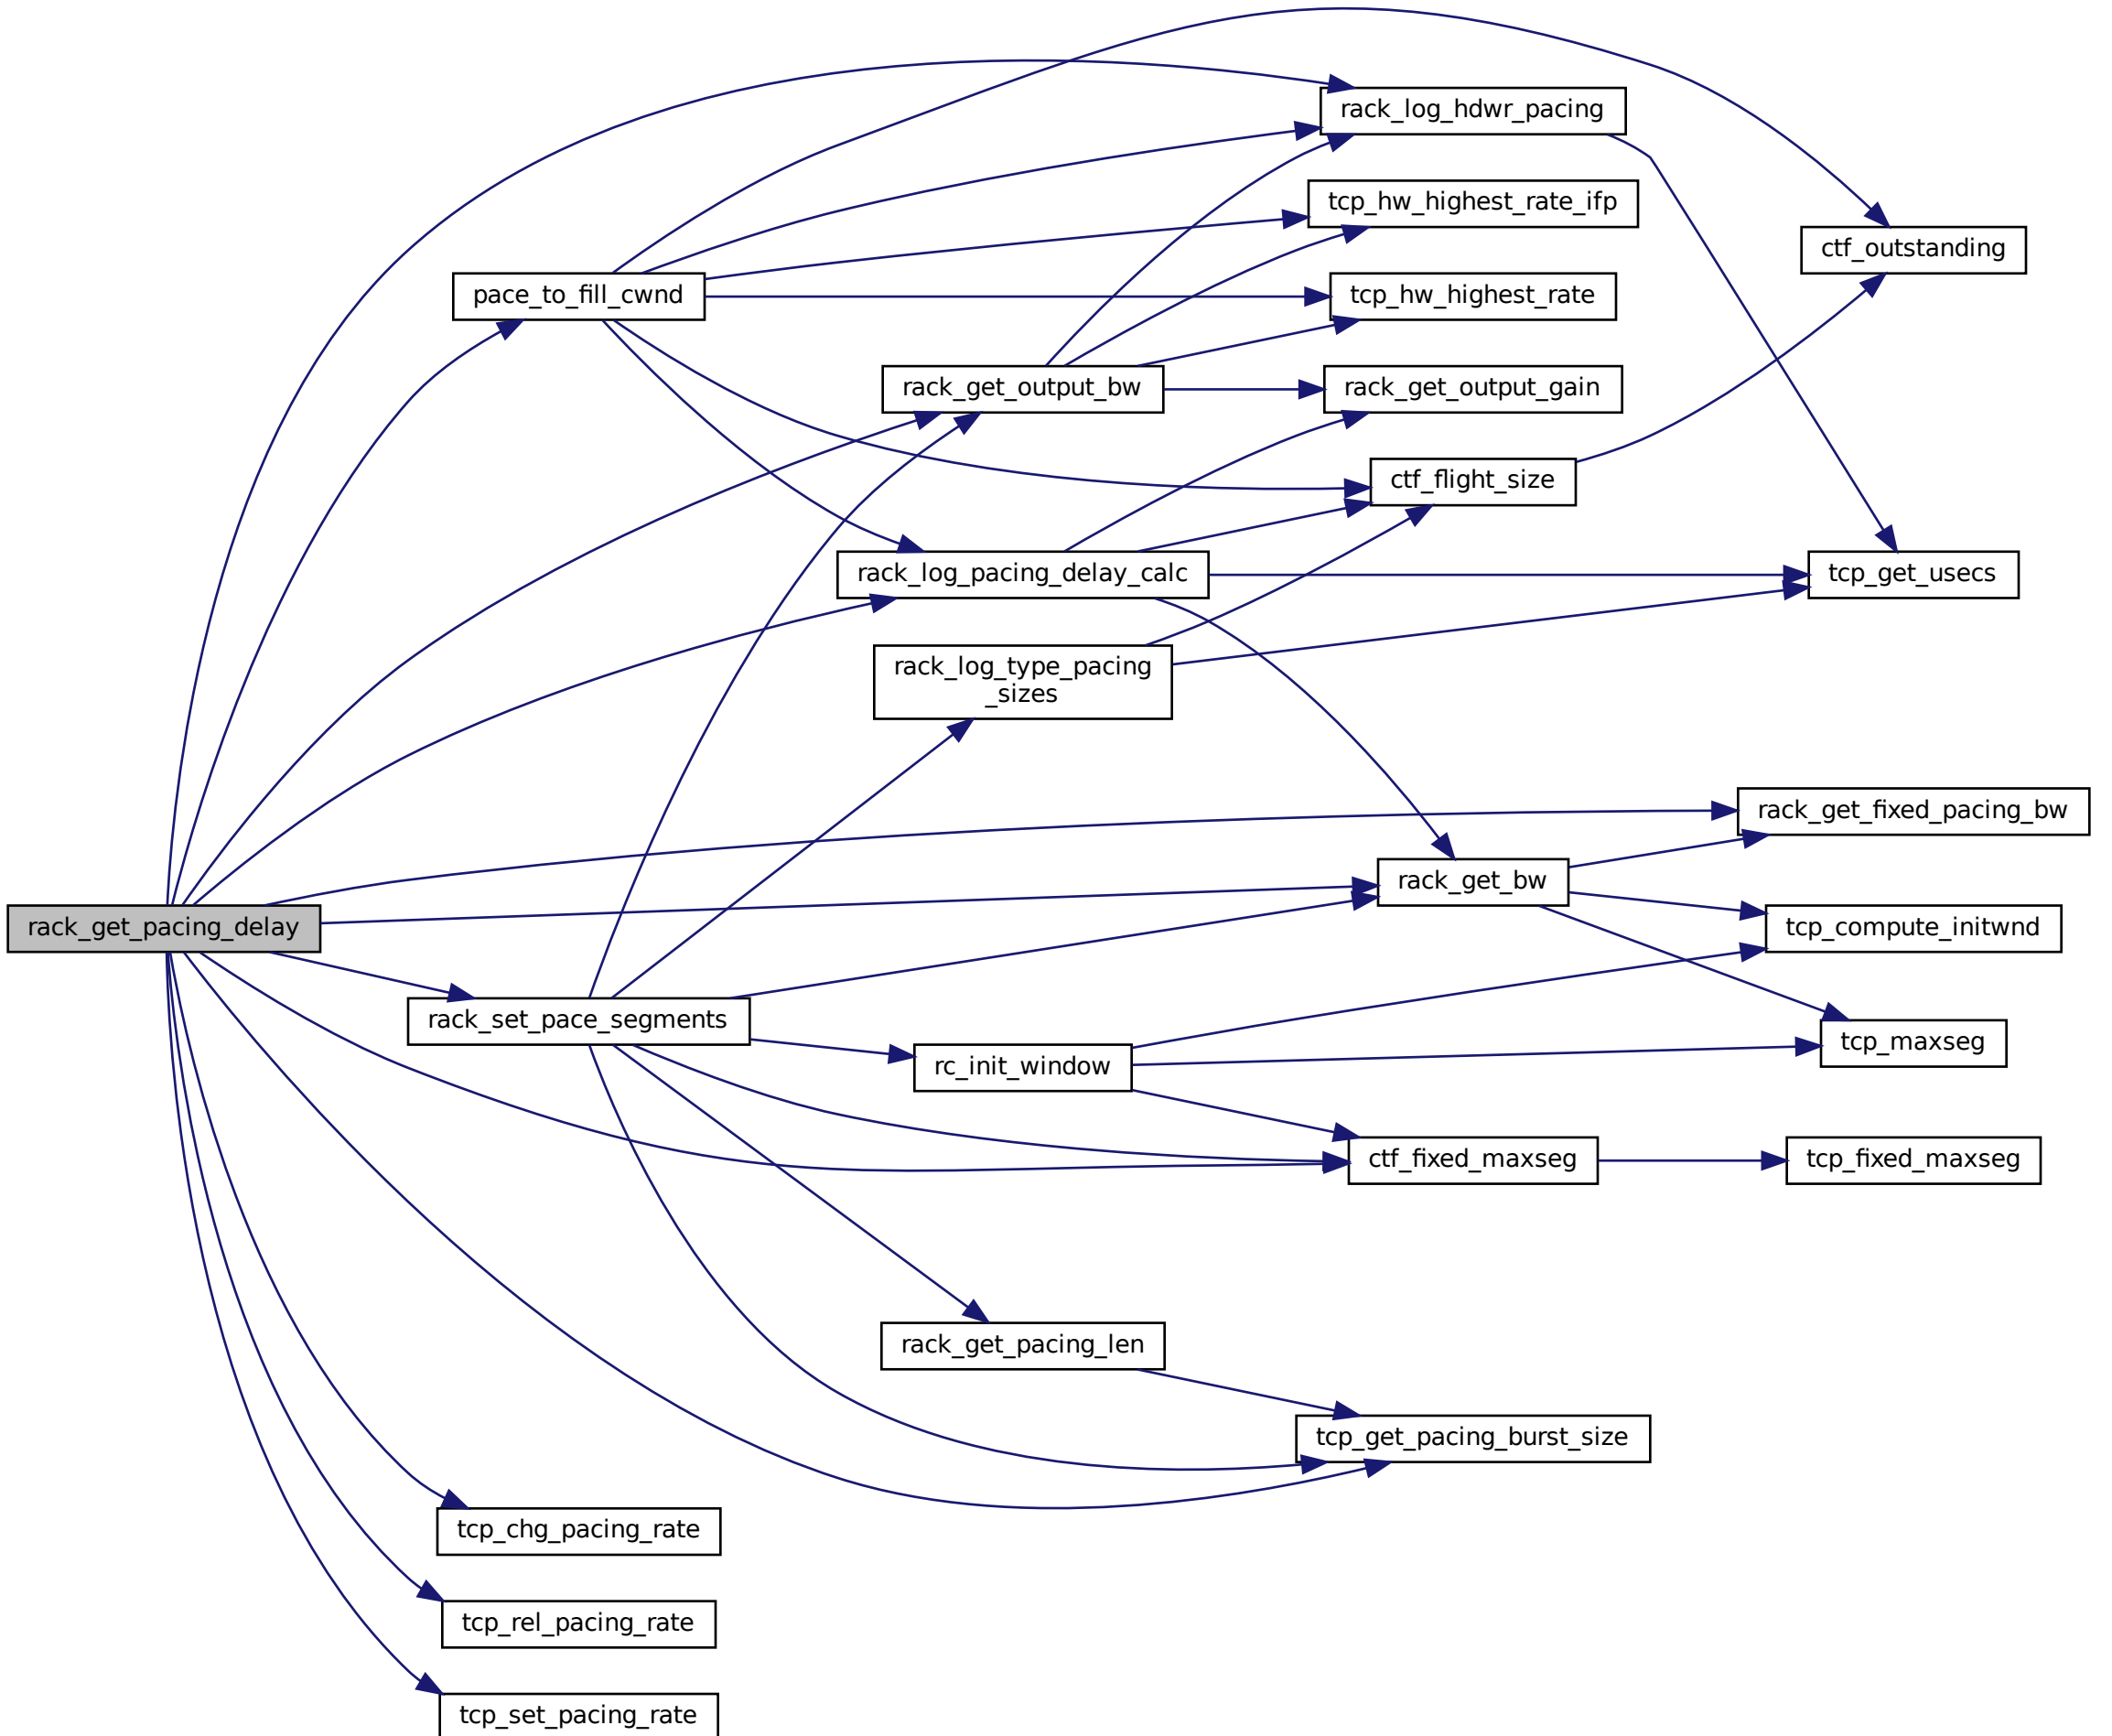 rack_log_hdwr_pacing
tcp_hw_highest_rate_ifp
ctf_outstanding
pace_to_fill_cwnd
tcp_hw_highest_rate
rack_get_output_bw
rack_get_output_gain
ctf_flight_size
rack_log_pacing_delay_calc
tcp_get_usecs
rack_log_type_pacing
_sizes
rack_get_fixed_pacing_bw
rack_get_bw
rack_get_pacing_delay
tcp_compute_initwnd
rack_set_pace_segments
tcp_maxseg
rc_init_window
ctf_fixed_maxseg
tcp_fixed_maxseg
rack_get_pacing_len
tcp_get_pacing_burst_size
tcp_chg_pacing_rate
tcp_rel_pacing_rate
tcp_set_pacing_rate